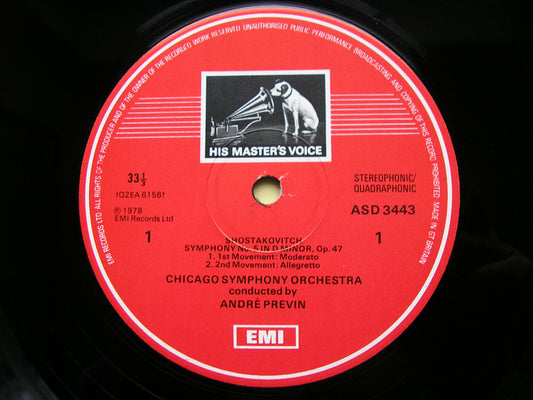 EMI RECORDS LTD ALL RIGHTS OF THE PRODUCER AND OF THE OWNER OF THE RECORDED WORK RESERVED UNAUTHORISED PUBLIC PERFORMANCE BROADCASTING AND COPYING OF THIS RECORD PROHIBITED MADE IN GT BRITAIN
HIS MASTER'S VOICE
33⅓
†Q2EA 6156†
℗ 1978
EMI Records Ltd
1
STEREOPHONIC/
QUADRAPHONIC
ASD 3443
1
SHOSTAKOVITCH
SYMPHONY No. 5 IN D MINOR, Op. 47
1. 1st Movement: Moderato
2. 2nd Movement: Allegretto
CHICAGO SYMPHONY ORCHESTRA
conducted by
ANDRÉ PREVIN
EMI